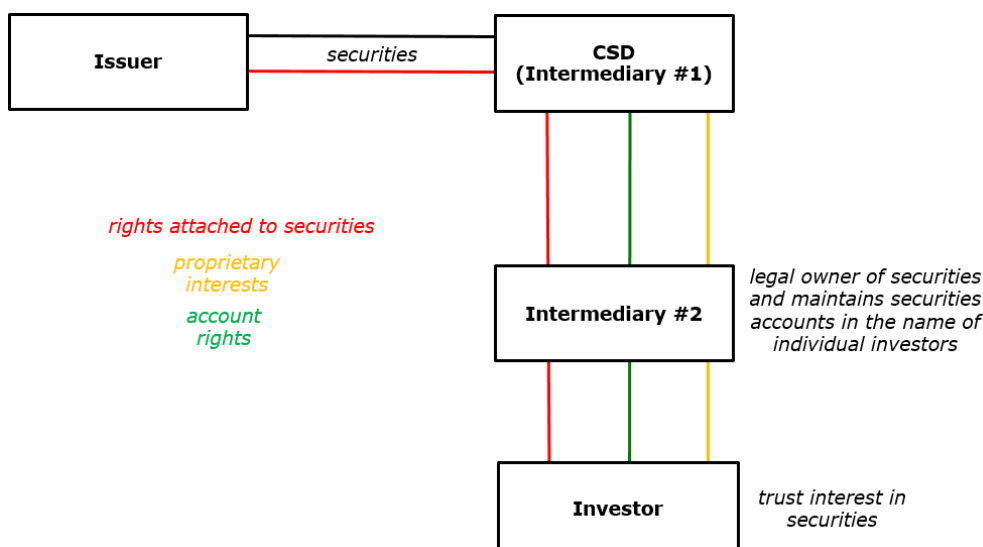 Issuer
securities
CSD
(Intermediary #1)
rights attached to securities
proprietary
interests
account
rights
Intermediary #2
legal owner of securities
and maintains securities
accounts in the name of
individual investors
Investor
trust interest in
securities